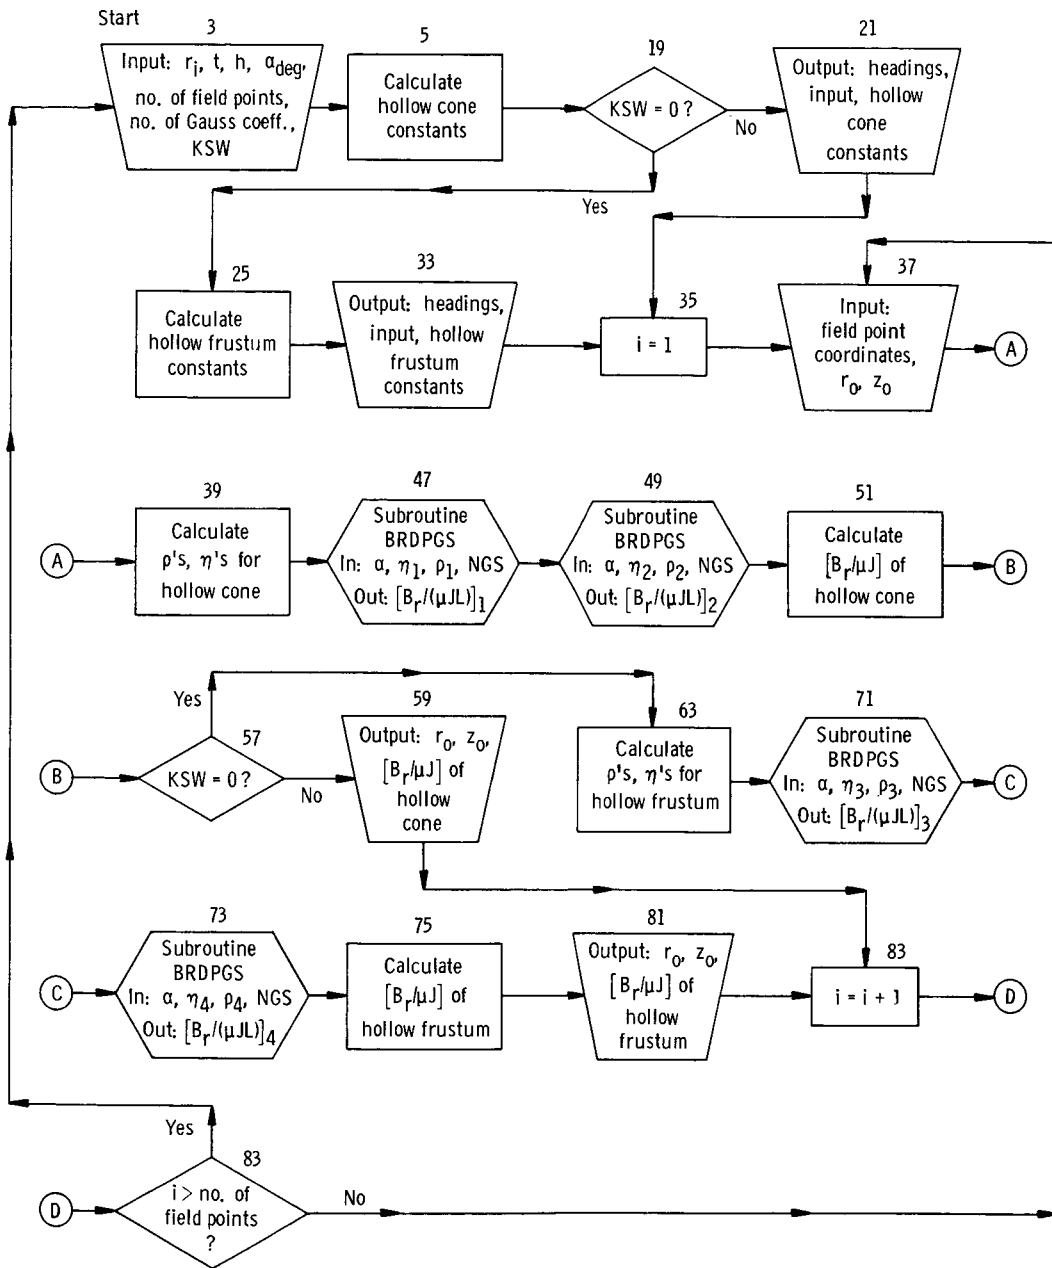 Start
3
Input: r_i, t, h, α_deg,
no. of field points,
no. of Gauss coeff.,
KSW
5
Calculate
hollow cone
constants
19
KSW = 0 ?
No
Yes
21
Output: headings,
input, hollow
cone
constants
25
Calculate
hollow frustum
constants
33
Output: headings,
input, hollow
frustum
constants
35
i = 1
37
Input:
field point
coordinates,
r_o, z_o
A
A
39
Calculate
ρ's, η's for
hollow cone
47
Subroutine
BRDPGS
In: α, η_1, ρ_1, NGS
Out: [B_r/(μJL)]_1
49
Subroutine
BRDPGS
In: α, η_2, ρ_2, NGS
Out: [B_r/(μJL)]_2
51
Calculate
[B_r/μJ] of
hollow cone
B
B
Yes
57
KSW = 0 ?
No
59
Output: r_o, z_o,
[B_r/μJ] of
hollow
cone
63
Calculate
ρ's, η's for
hollow frustum
71
Subroutine
BRDPGS
In: α, η_3, ρ_3, NGS
Out: [B_r/(μJL)]_3
C
C
73
Subroutine
BRDPGS
In: α, η_4, ρ_4, NGS
Out: [B_r/(μJL)]_4
75
Calculate
[B_r/μJ] of
hollow frustum
81
Output: r_o, z_o,
[B_r/μJ] of
hollow
frustum
83
i = i + 1
D
D
Yes
83
i > no. of
field points
?
No